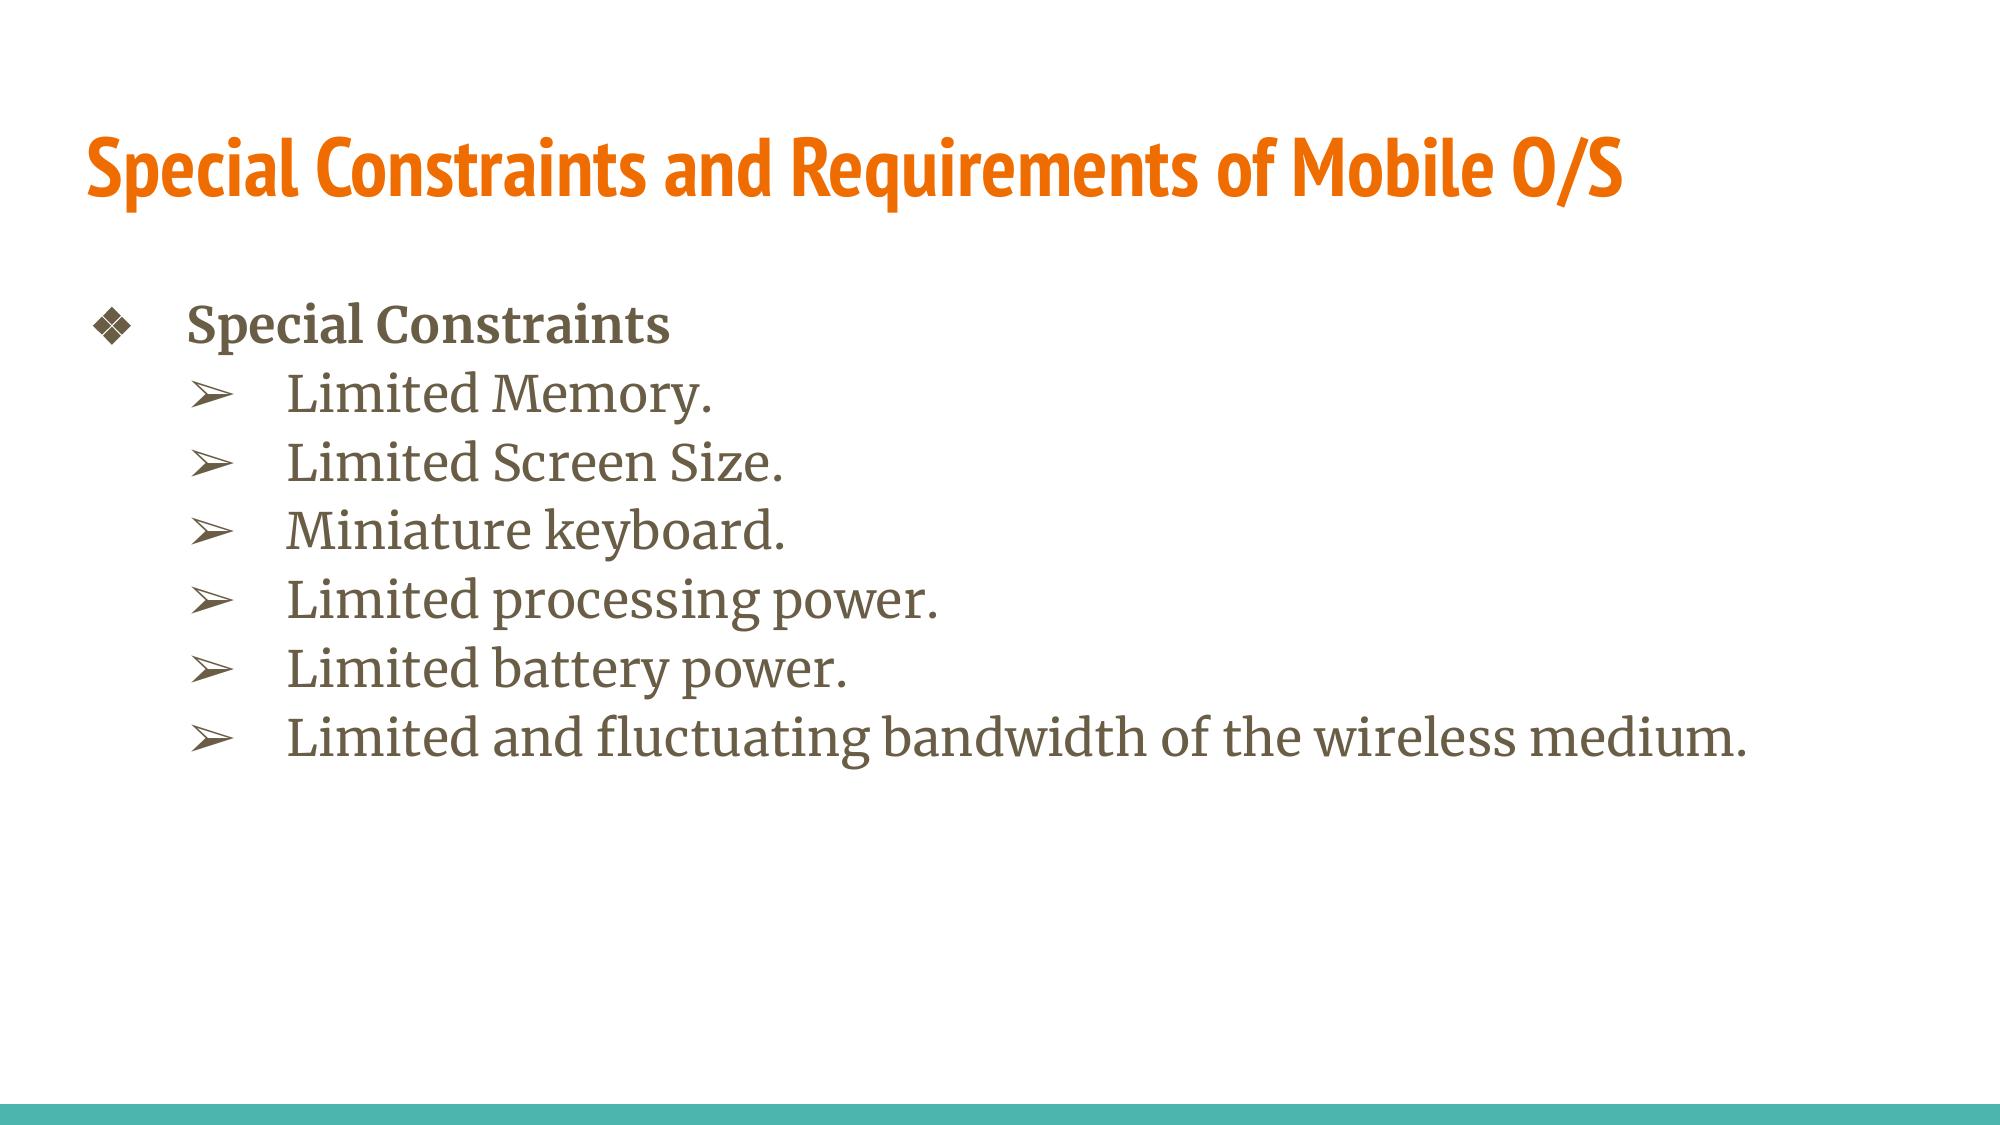 Special Constraints and Requirements of Mobile O/S
❖ Special Constraints
➢ Limited Memory.
➢ Limited Screen Size.
➢ Miniature keyboard.
➢ Limited processing power.
➢ Limited battery power.
➢ Limited and fluctuating bandwidth of the wireless medium.